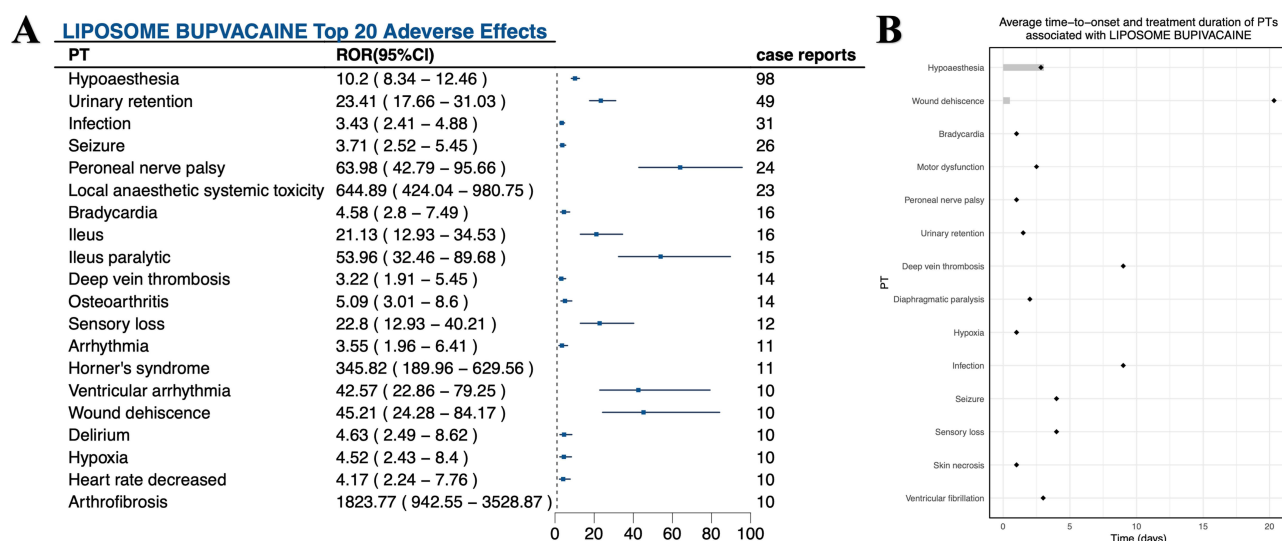 A
LIPOSOME BUPVACAINE Top 20 Adeverse Effects
PT ROR(95%CI) case reports
Hypoaesthesia 10.2 ( 8.34 – 12.46 ) 98
Urinary retention 23.41 ( 17.66 – 31.03 ) 49
Infection 3.43 ( 2.41 – 4.88 ) 31
Seizure 3.71 ( 2.52 – 5.45 ) 26
Peroneal nerve palsy 63.98 ( 42.79 – 95.66 ) 24
Local anaesthetic systemic toxicity 644.89 ( 424.04 – 980.75 ) 23
Bradycardia 4.58 ( 2.8 – 7.49 ) 16
Ileus 21.13 ( 12.93 – 34.53 ) 16
Ileus paralytic 53.96 ( 32.46 – 89.68 ) 15
Deep vein thrombosis 3.22 ( 1.91 – 5.45 ) 14
Osteoarthritis 5.09 ( 3.01 – 8.6 ) 14
Sensory loss 22.8 ( 12.93 – 40.21 ) 12
Arrhythmia 3.55 ( 1.96 – 6.41 ) 11
Horner's syndrome 345.82 ( 189.96 – 629.56 ) 11
Ventricular arrhythmia 42.57 ( 22.86 – 79.25 ) 10
Wound dehiscence 45.21 ( 24.28 – 84.17 ) 10
Delirium 4.63 ( 2.49 – 8.62 ) 10
Hypoxia 4.52 ( 2.43 – 8.4 ) 10
Heart rate decreased 4.17 ( 2.24 – 7.76 ) 10
Arthrofibrosis 1823.77 ( 942.55 – 3528.87 ) 10
0 20 40 60 80 100
B
Average time–to–onset and treatment duration of PTs
associated with LIPOSOME BUPIVACAINE
PT
Hypoaesthesia
Wound dehiscence
Bradycardia
Motor dysfunction
Peroneal nerve palsy
Urinary retention
Deep vein thrombosis
Diaphragmatic paralysis
Hypoxia
Infection
Seizure
Sensory loss
Skin necrosis
Ventricular fibrillation
0 5 10 15 20
Time (days)